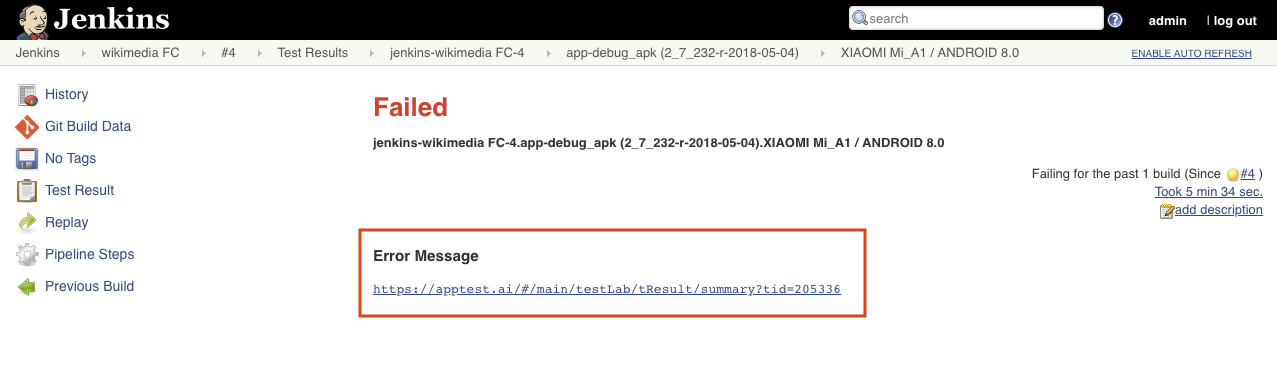 Jenkins
search
admin
| log out
Jenkins
wikimedia FC
#4
Test Results
jenkins-wikimedia FC-4
app-debug_apk (2_7_232-r-2018-05-04)
XIAOMI Mi_A1 / ANDROID 8.0
ENABLE AUTO REFRESH
History
Git Build Data
No Tags
Test Result
Replay
Pipeline Steps
Previous Build
Failed
jenkins-wikimedia FC-4.app-debug_apk (2_7_232-r-2018-05-04).XIAOMI Mi_A1 / ANDROID 8.0
Failing for the past 1 build (Since #4 )
Took 5 min 34 sec.
add description
Error Message
https://apptest.ai/#/main/testLab/tResult/summary?tid=205336